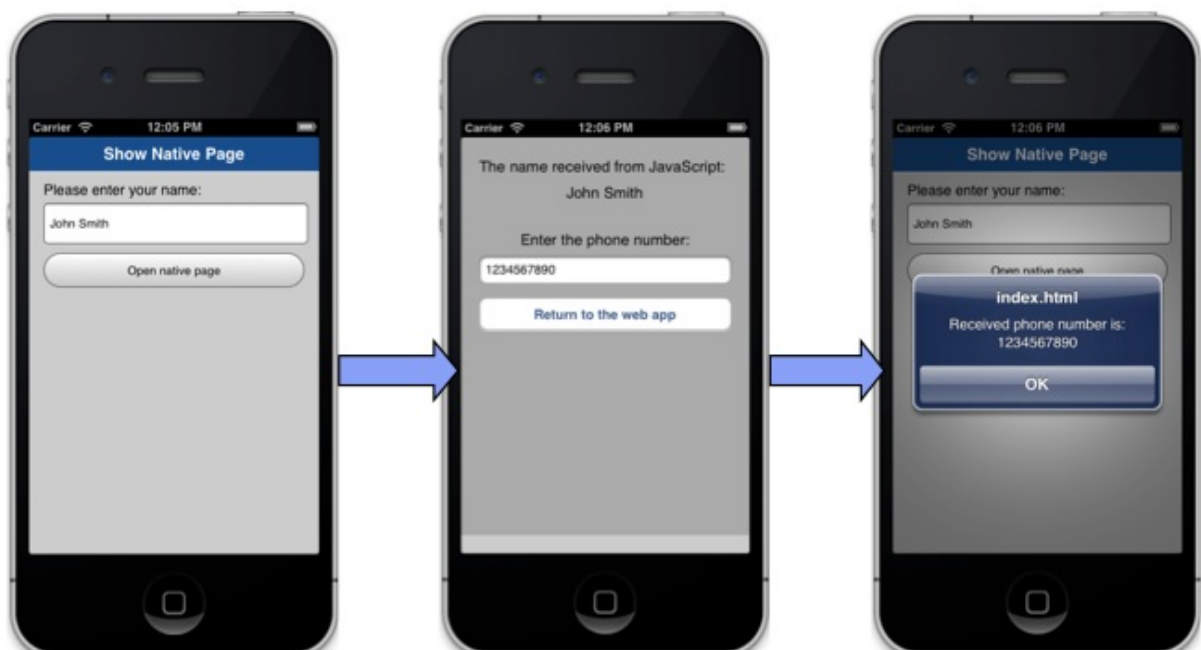 Carrier 12:05 PM
Show Native Page
Please enter your name:
John Smith
Open native page
Carrier 12:06 PM
The name received from JavaScript:
John Smith
Enter the phone number:
1234567890
Return to the web app
Carrier 12:06 PM
Show Native Page
Please enter your name:
John Smith
Open native page
index.html
Received phone number is:
1234567890
OK